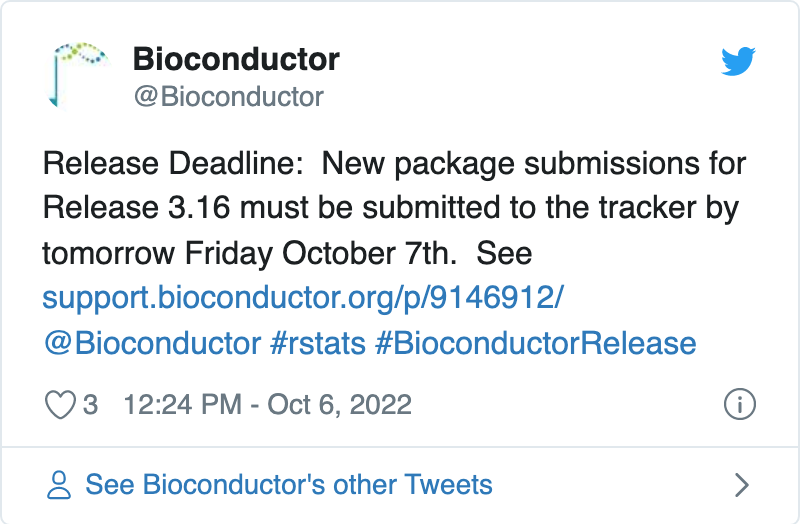 Bioconductor
@Bioconductor
Release Deadline:  New package submissions for
Release 3.16 must be submitted to the tracker by
tomorrow Friday October 7th.  See
support.bioconductor.org/p/9146912/
@Bioconductor #rstats #BioconductorRelease
3 12:24 PM - Oct 6, 2022
See Bioconductor's other Tweets